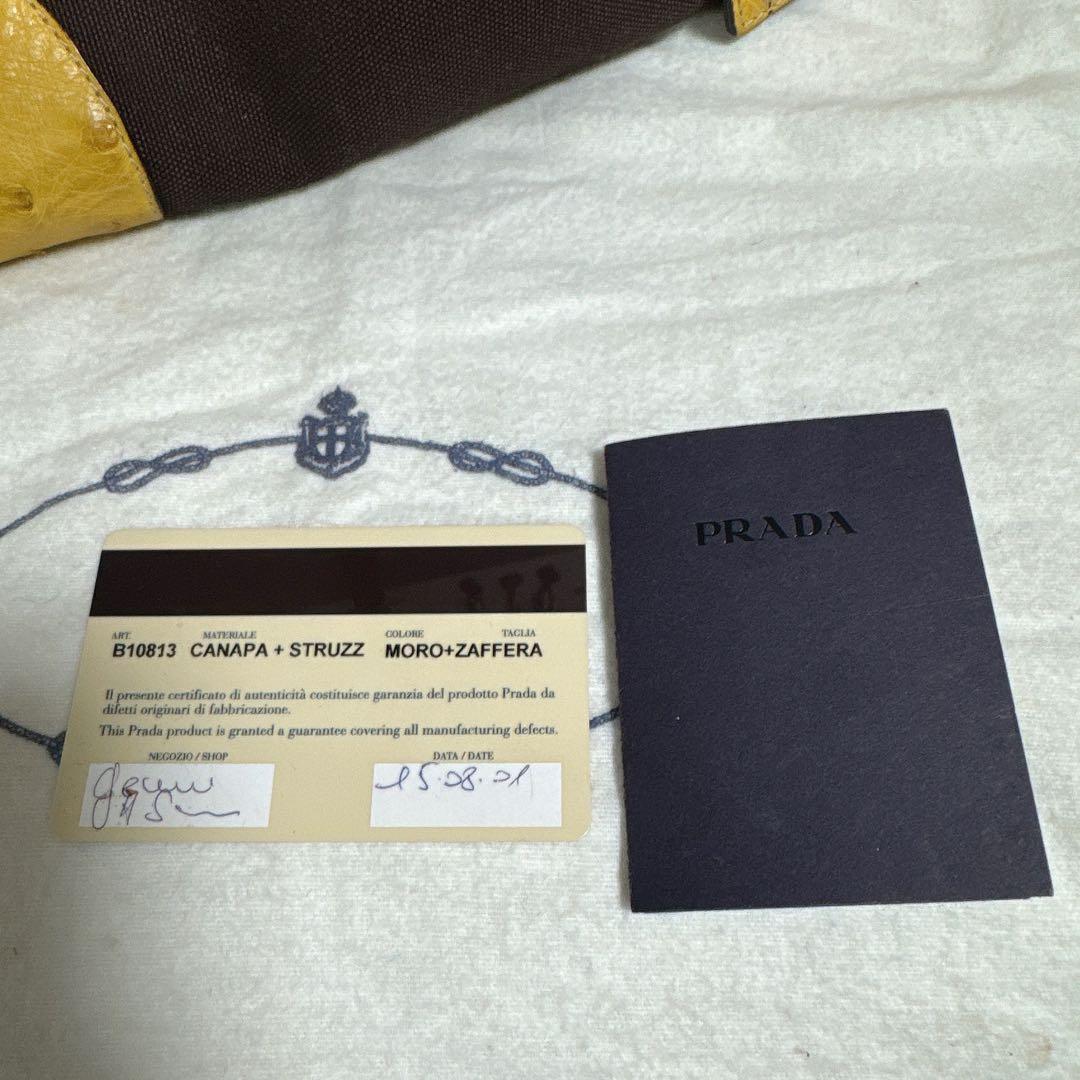 ART. MATERIALE COLORE TAGLIA
B10813 CANAPA + STRUZZ MORO+ZAFFERA
Il presente certificato di autenticità costituisce garanzia del prodotto Prada da
difetti originari di fabbricazione.
This Prada product is granted a guarantee covering all manufacturing defects.
NEGOZIO / SHOP DATA / DATE
15.08.01
PRADA